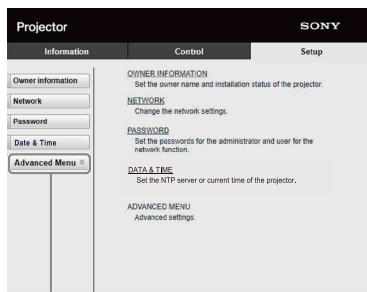 Projector
SONY
Information
Control
Setup
Owner information
Network
Password
Date & Time
Advanced Menu
OWNER INFORMATION
Set the owner name and installation status of the projector.
NETWORK
Change the network settings.
PASSWORD
Set the passwords for the administrator and user for the
network function.
DATA & TIME
Set the NTP server or current time of the projector.
ADVANCED MENU
Advanced settings.